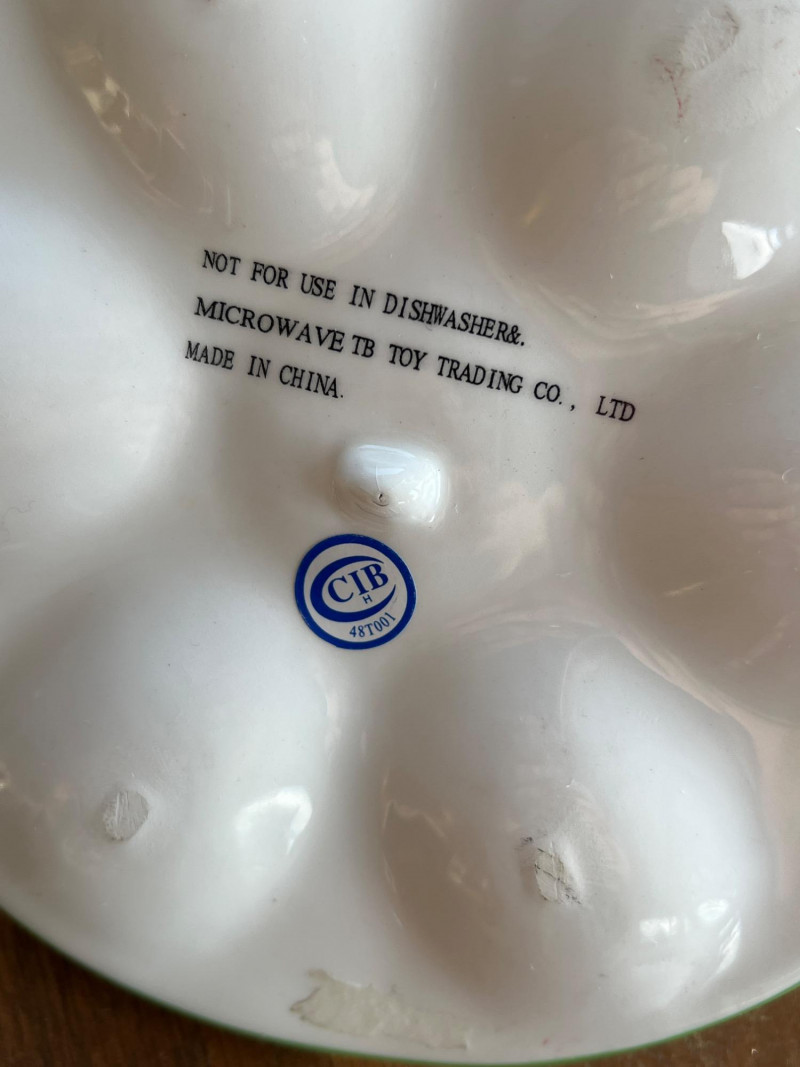 NOT FOR USE IN DISHWASHER&.
MICROWAVE TB TOY TRADING CO., LTD
MADE IN CHINA.
CIB
H
48T001